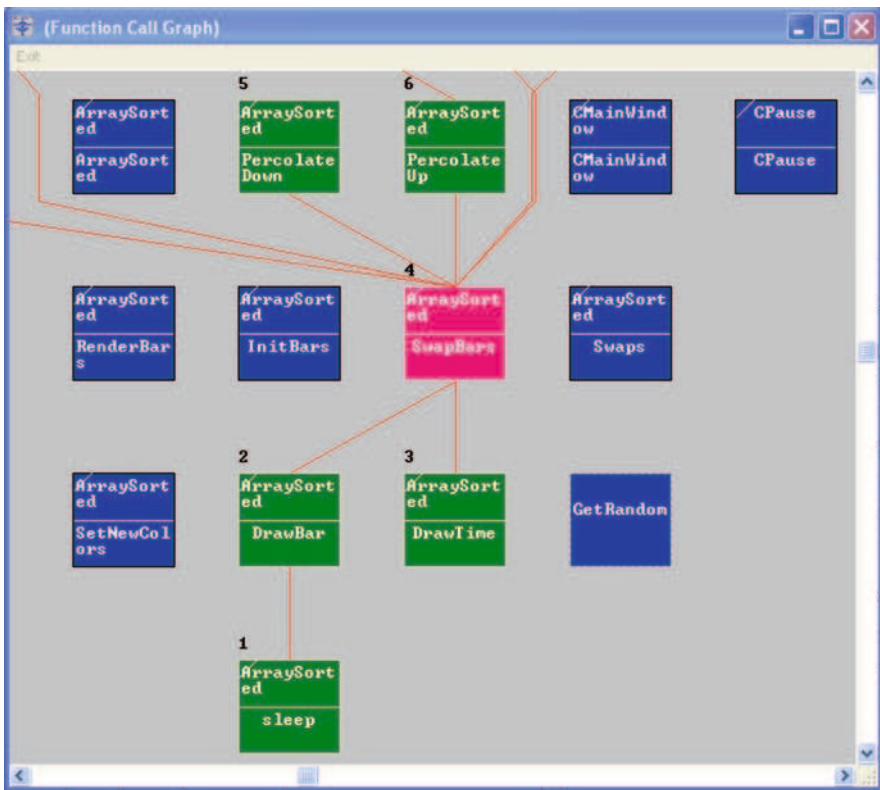 (Function Call Graph)
Exit
5
6
ArraySort
ed
ArraySort
ed
ArraySort
ed
Percolate
Down
ArraySort
ed
Percolate
Up
CMainWind
ow
CMainWind
ow
CPause
CPause
4
ArraySort
ed
RenderBar
s
ArraySort
ed
InitBars
ArraySort
ed
SwapBars
ArraySort
ed
Swaps
2
3
ArraySort
ed
SetNewCol
ors
ArraySort
ed
DrawBar
ArraySort
ed
DrawTime
GetRandom
1
ArraySort
ed
sleep